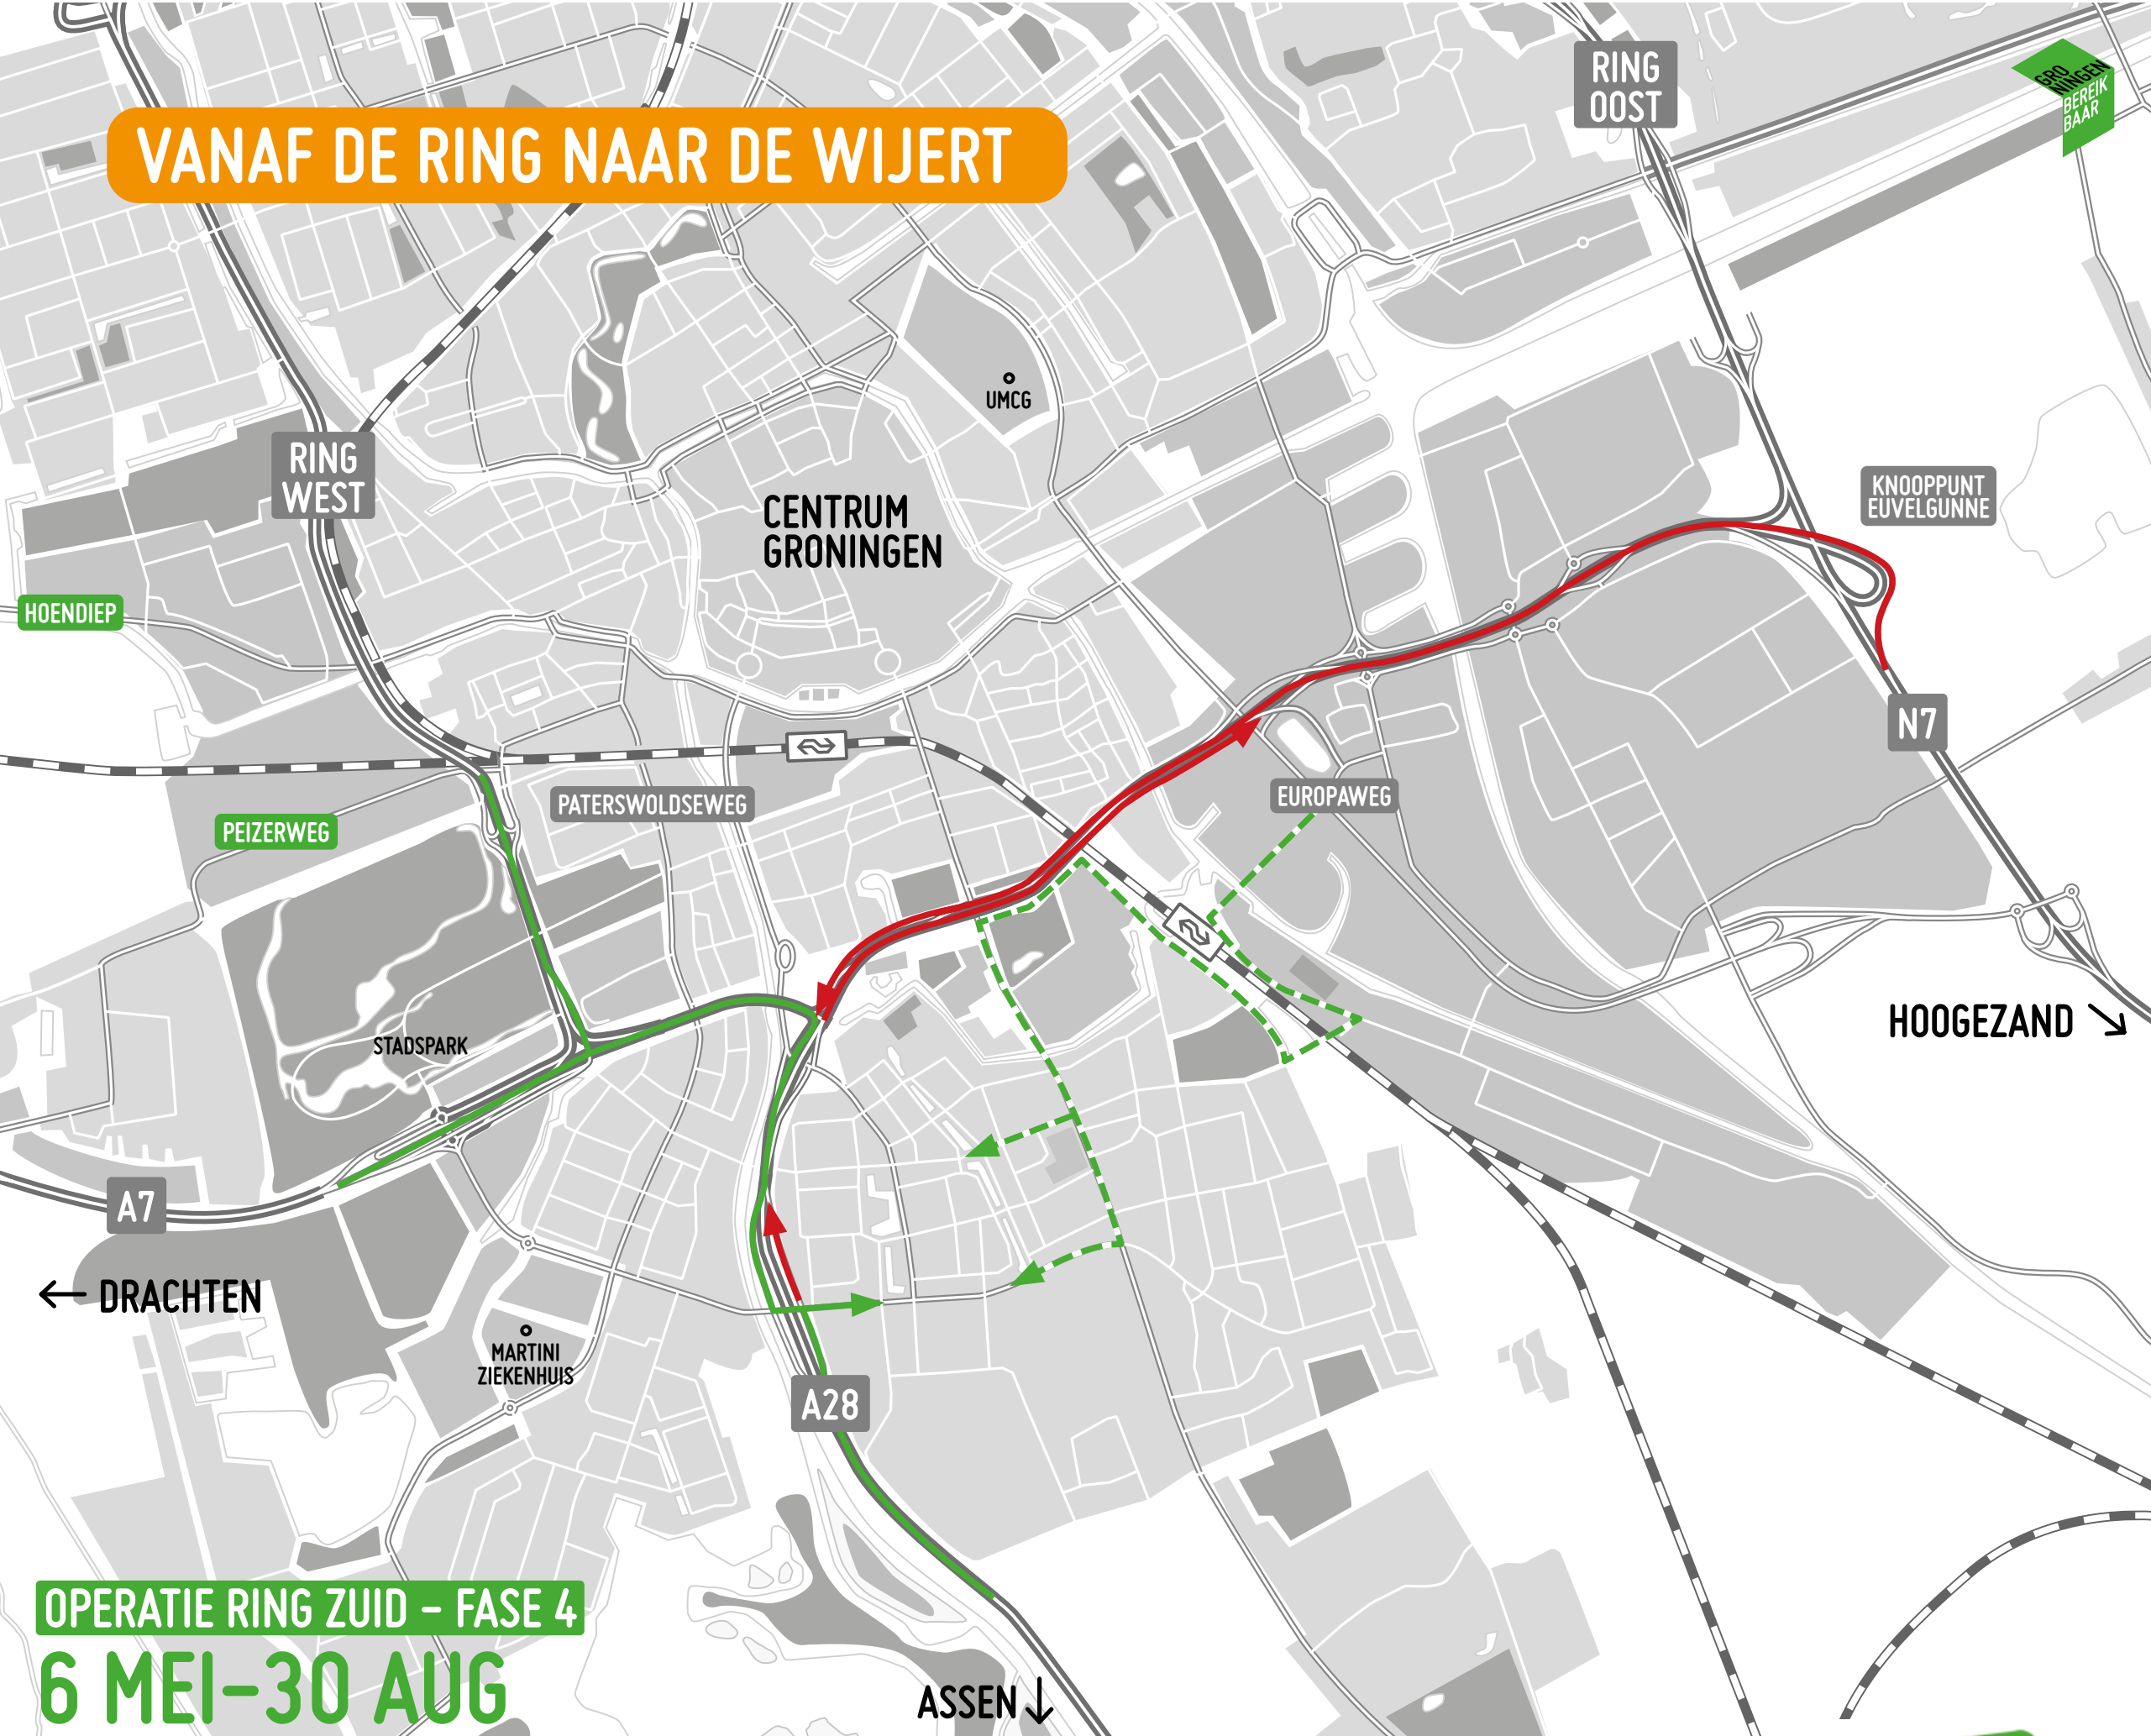 VANAF DE RING NAAR DE WIJERT
RING
OOST
GRO
NINGEN
BEREIK
BAAR
RING
WEST
UMCG
KNOOPPUNT
EUVELGUNNE
CENTRUM
GRONINGEN
HOENDIEP
N7
PATERSWOLDSEWEG
EUROPAWEG
PEIZERWEG
HOOGEZAND
STADSPARK
A7
DRACHTEN
MARTINI
ZIEKENHUIS
A28
OPERATIE RING ZUID – FASE 4
6 MEI–30 AUG
ASSEN